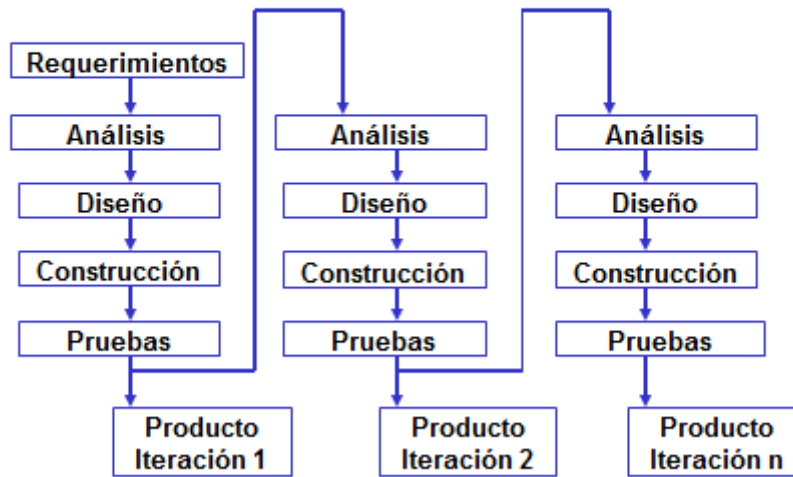 Requerimientos
Análisis
Diseño
Construcción
Pruebas
Producto
Iteración 1
Análisis
Diseño
Construcción
Pruebas
Producto
Iteración 2
Análisis
Diseño
Construcción
Pruebas
Producto
Iteración n